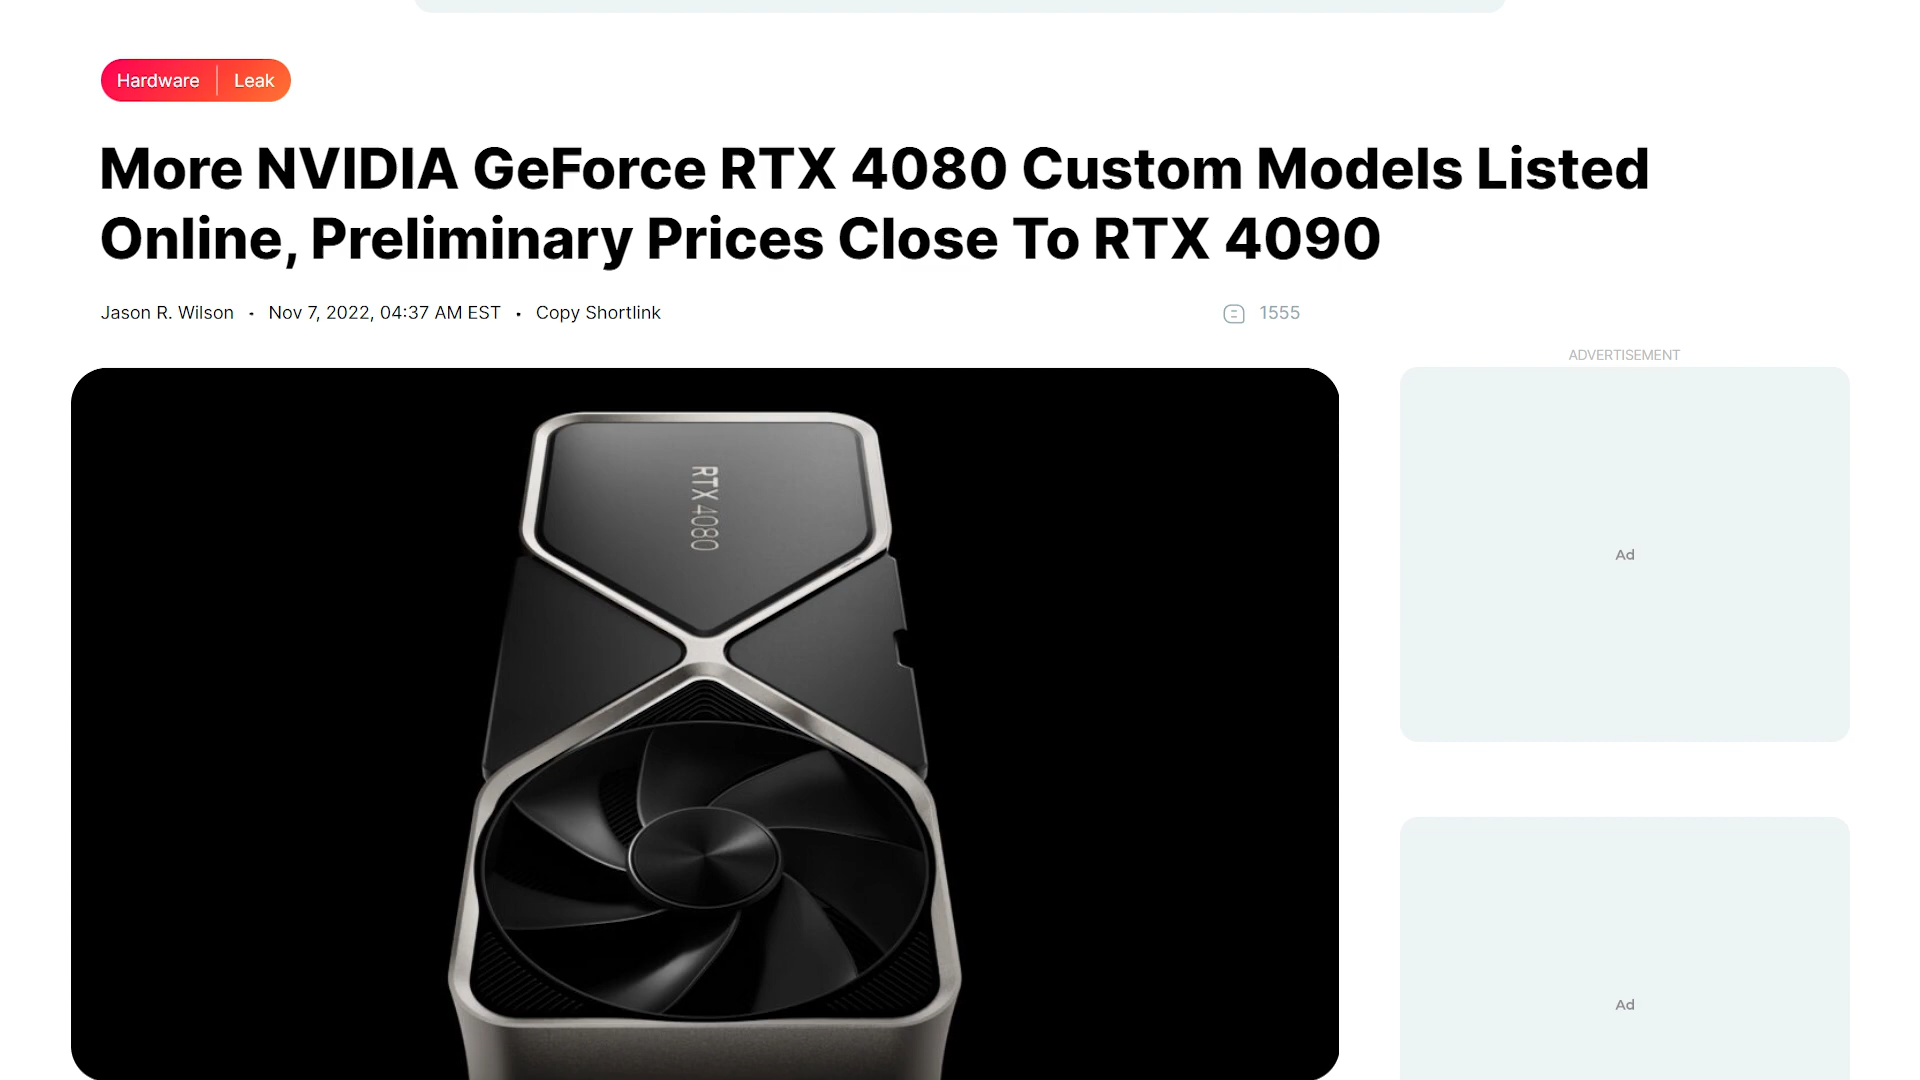 Hardware Leak
More NVIDIA GeForce RTX 4080 Custom Models Listed
Online, Preliminary Prices Close To RTX 4090
Jason R. Wilson • Nov 7, 2022, 04:37 AM EST • Copy Shortlink
1555
ADVERTISEMENT
RTX 4080
Ad
Ad